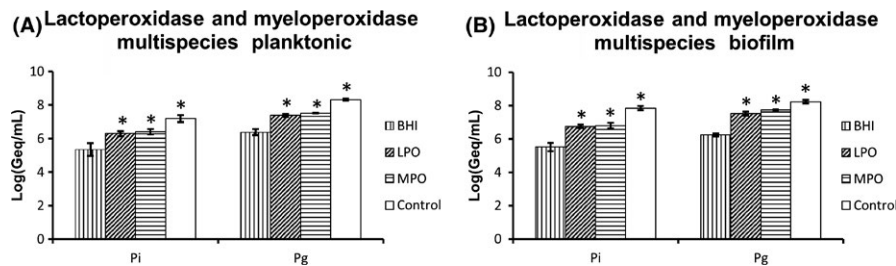 (A) Lactoperoxidase and myeloperoxidase
multispecies planktonic
Log(Geq/mL)
10
8
6
4
2
0
* * *
* * *
Pi Pg
BHI
LPO
MPO
Control
(B) Lactoperoxidase and myeloperoxidase
multispecies biofilm
Log(Geq/mL)
10
8
6
4
2
0
* * *
* * *
Pi Pg
BHI
LPO
MPO
Control